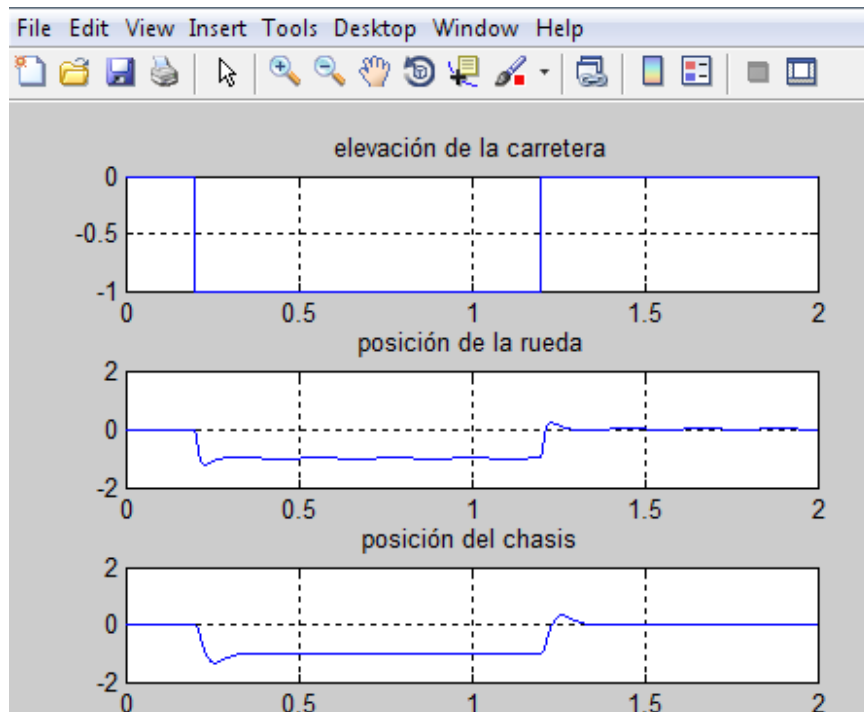 File Edit View Insert Tools Desktop Window Help
elevación de la carretera
0
-0.5
-1
0 0.5 1 1.5 2
posición de la rueda
2
0
-2
0 0.5 1 1.5 2
posición del chasis
2
0
-2
0 0.5 1 1.5 2